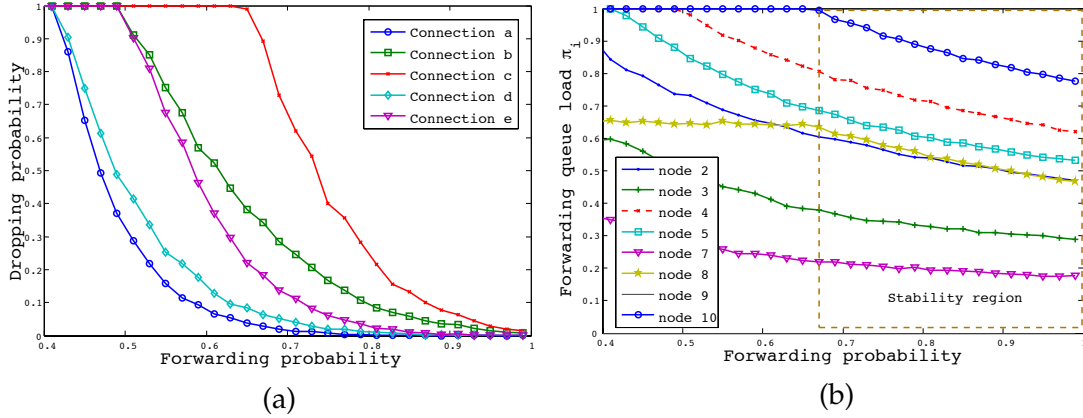 Dropping probability
1
0.9
0.8
0.7
0.6
0.5
0.4
0.3
0.2
0.1
0
0.4
0.5
0.6
0.7
0.8
0.9
1
Forwarding probability
Connection a
Connection b
Connection c
Connection d
Connection e
(a)
Forwarding queue load π i
1
0.9
0.8
0.7
0.6
0.5
0.4
0.3
0.2
0.1
0
0.4
0.5
0.6
0.7
0.8
0.9
1
Forwarding probability
node 2
node 3
node 4
node 5
node 7
node 8
node 9
node 10
Stability region
(b)